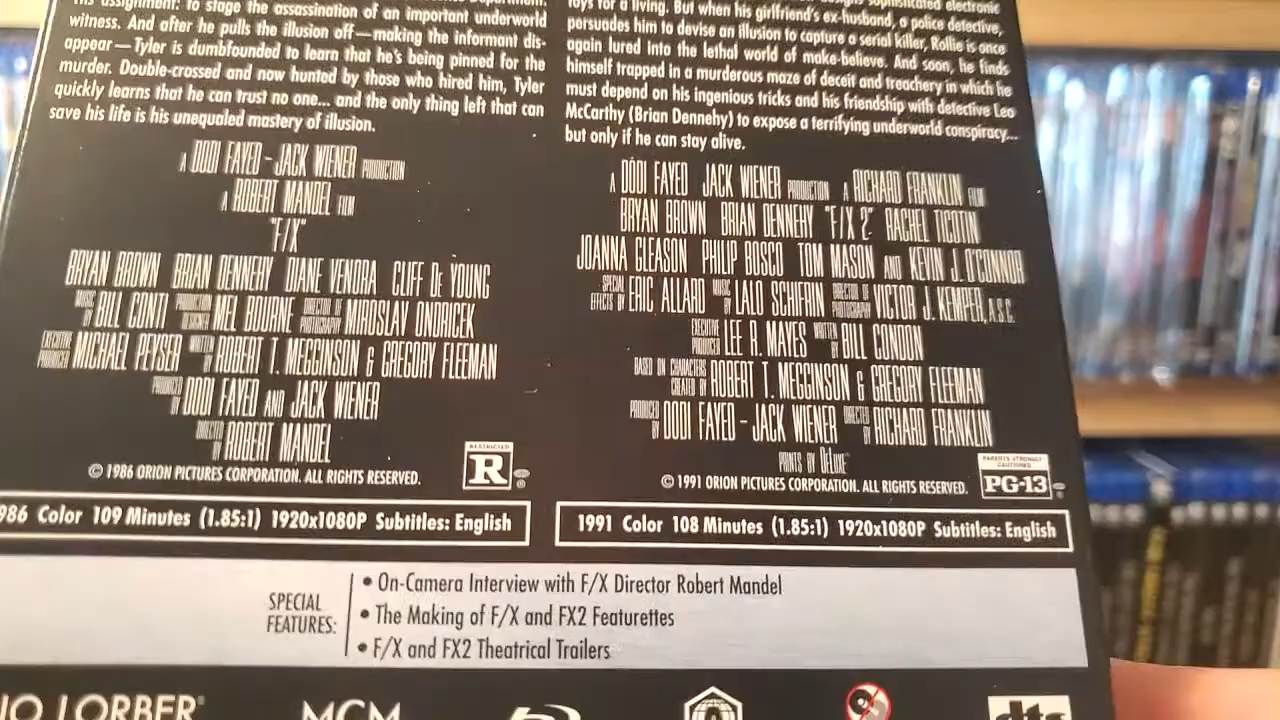 His assignment: to stage the assassination of an important underworld
witness. And after he pulls the illusion off—making the informant dis-
appear—Tyler is dumbfounded to learn that he's being pinned for the
murder. Double-crossed and now hunted by those who hired him, Tyler
quickly learns that he can trust no one... and the only thing left that can
save his life is his unequaled mastery of illusion.
A DODI FAYED - JACK WIENER PRODUCTION
A ROBERT MANDEL FILM
"F/X"
BRYAN BROWN BRIAN DENNEHY DIANE VENORA CLIFF DE YOUNG
MUSIC BY BILL CONTI PRODUCTION DESIGNER MEL BOURNE DIRECTOR OF PHOTOGRAPHY MIROSLAV ONDRICEK
EXECUTIVE PRODUCER MICHAEL PEYSER WRITTEN BY ROBERT T. MEGGINSON & GREGORY FLEEMAN
PRODUCED BY DODI FAYED AND JACK WIENER
DIRECTED BY ROBERT MANDEL
© 1986 ORION PICTURES CORPORATION. ALL RIGHTS RESERVED.
RESTRICTED
R
986 Color 109 Minutes (1.85:1) 1920x1080P Subtitles: English
sophisticated electronic
toys for a living. But when his girlfriend's ex-husband, a police detective,
persuades him to devise an illusion to capture a serial killer, Rollie is once
again lured into the lethal world of make-believe. And soon, he finds
himself trapped in a murderous maze of deceit and treachery in which he
must depend on his ingenious tricks and his friendship with detective Leo
McCarthy (Brian Dennehy) to expose a terrifying underworld conspiracy...
but only if he can stay alive.
A DODI FAYED JACK WIENER PRODUCTION A RICHARD FRANKLIN FILM
BRYAN BROWN BRIAN DENNEHY "F/X 2" RACHEL TICOTIN
JOANNA GLEASON PHILIP BOSCO TOM MASON AND KEVIN J. O'CONNOR
SPECIAL EFFECTS BY ERIC ALLARD MUSIC BY LALO SCHIFRIN DIRECTOR OF PHOTOGRAPHY VICTOR J. KEMPER, A.S.C.
EXECUTIVE PRODUCER LEE R. MAYES WRITTEN BY BILL CONDON
BASED ON CHARACTERS CREATED BY ROBERT T. MEGGINSON & GREGORY FLEEMAN
PRODUCED BY DODI FAYED - JACK WIENER DIRECTED BY RICHARD FRANKLIN
PRINTS BY DELUXE
© 1991 ORION PICTURES CORPORATION. ALL RIGHTS RESERVED.
PARENTS STRONGLY CAUTIONED
PG-13
1991 Color 108 Minutes (1.85:1) 1920x1080P Subtitles: English
SPECIAL
FEATURES:
• On-Camera Interview with F/X Director Robert Mandel
• The Making of F/X and FX2 Featurettes
• F/X and FX2 Theatrical Trailers
NO LORBER® MGM dts